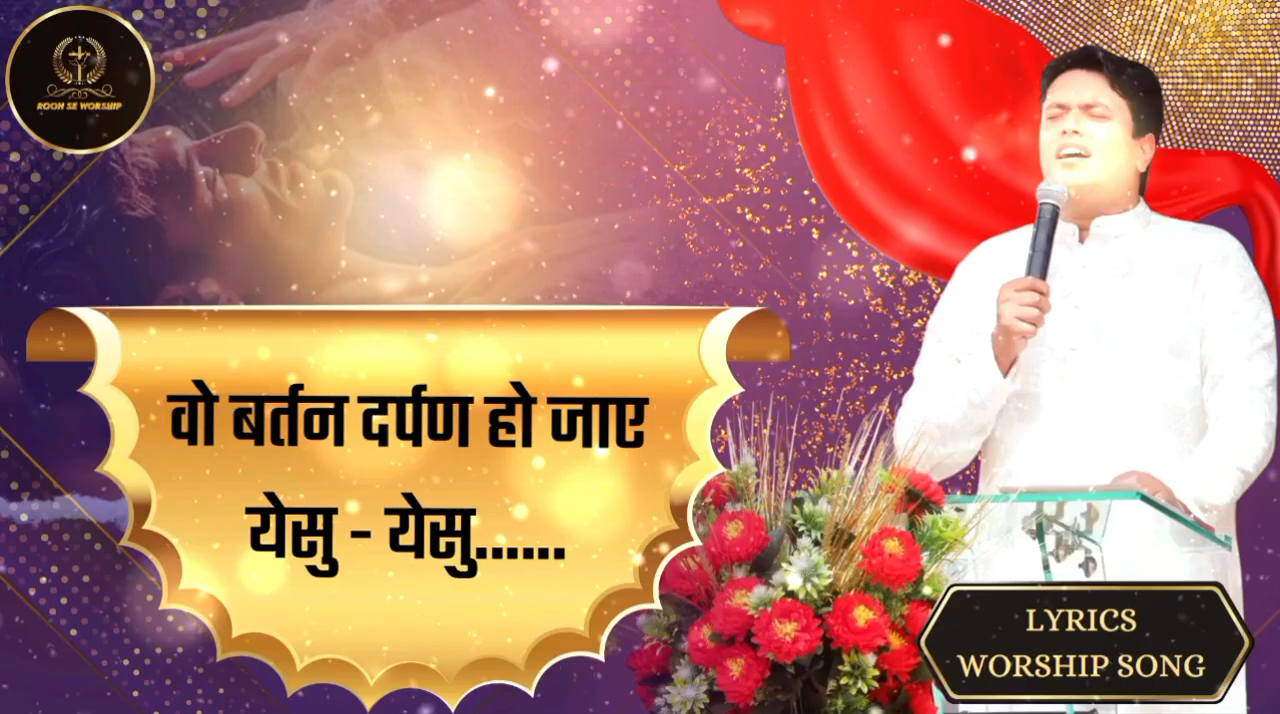 ROOH SE WORSHIP
वो बर्तन दर्पण हो जाए
येसु - येसु......
LYRICS
WORSHIP SONG